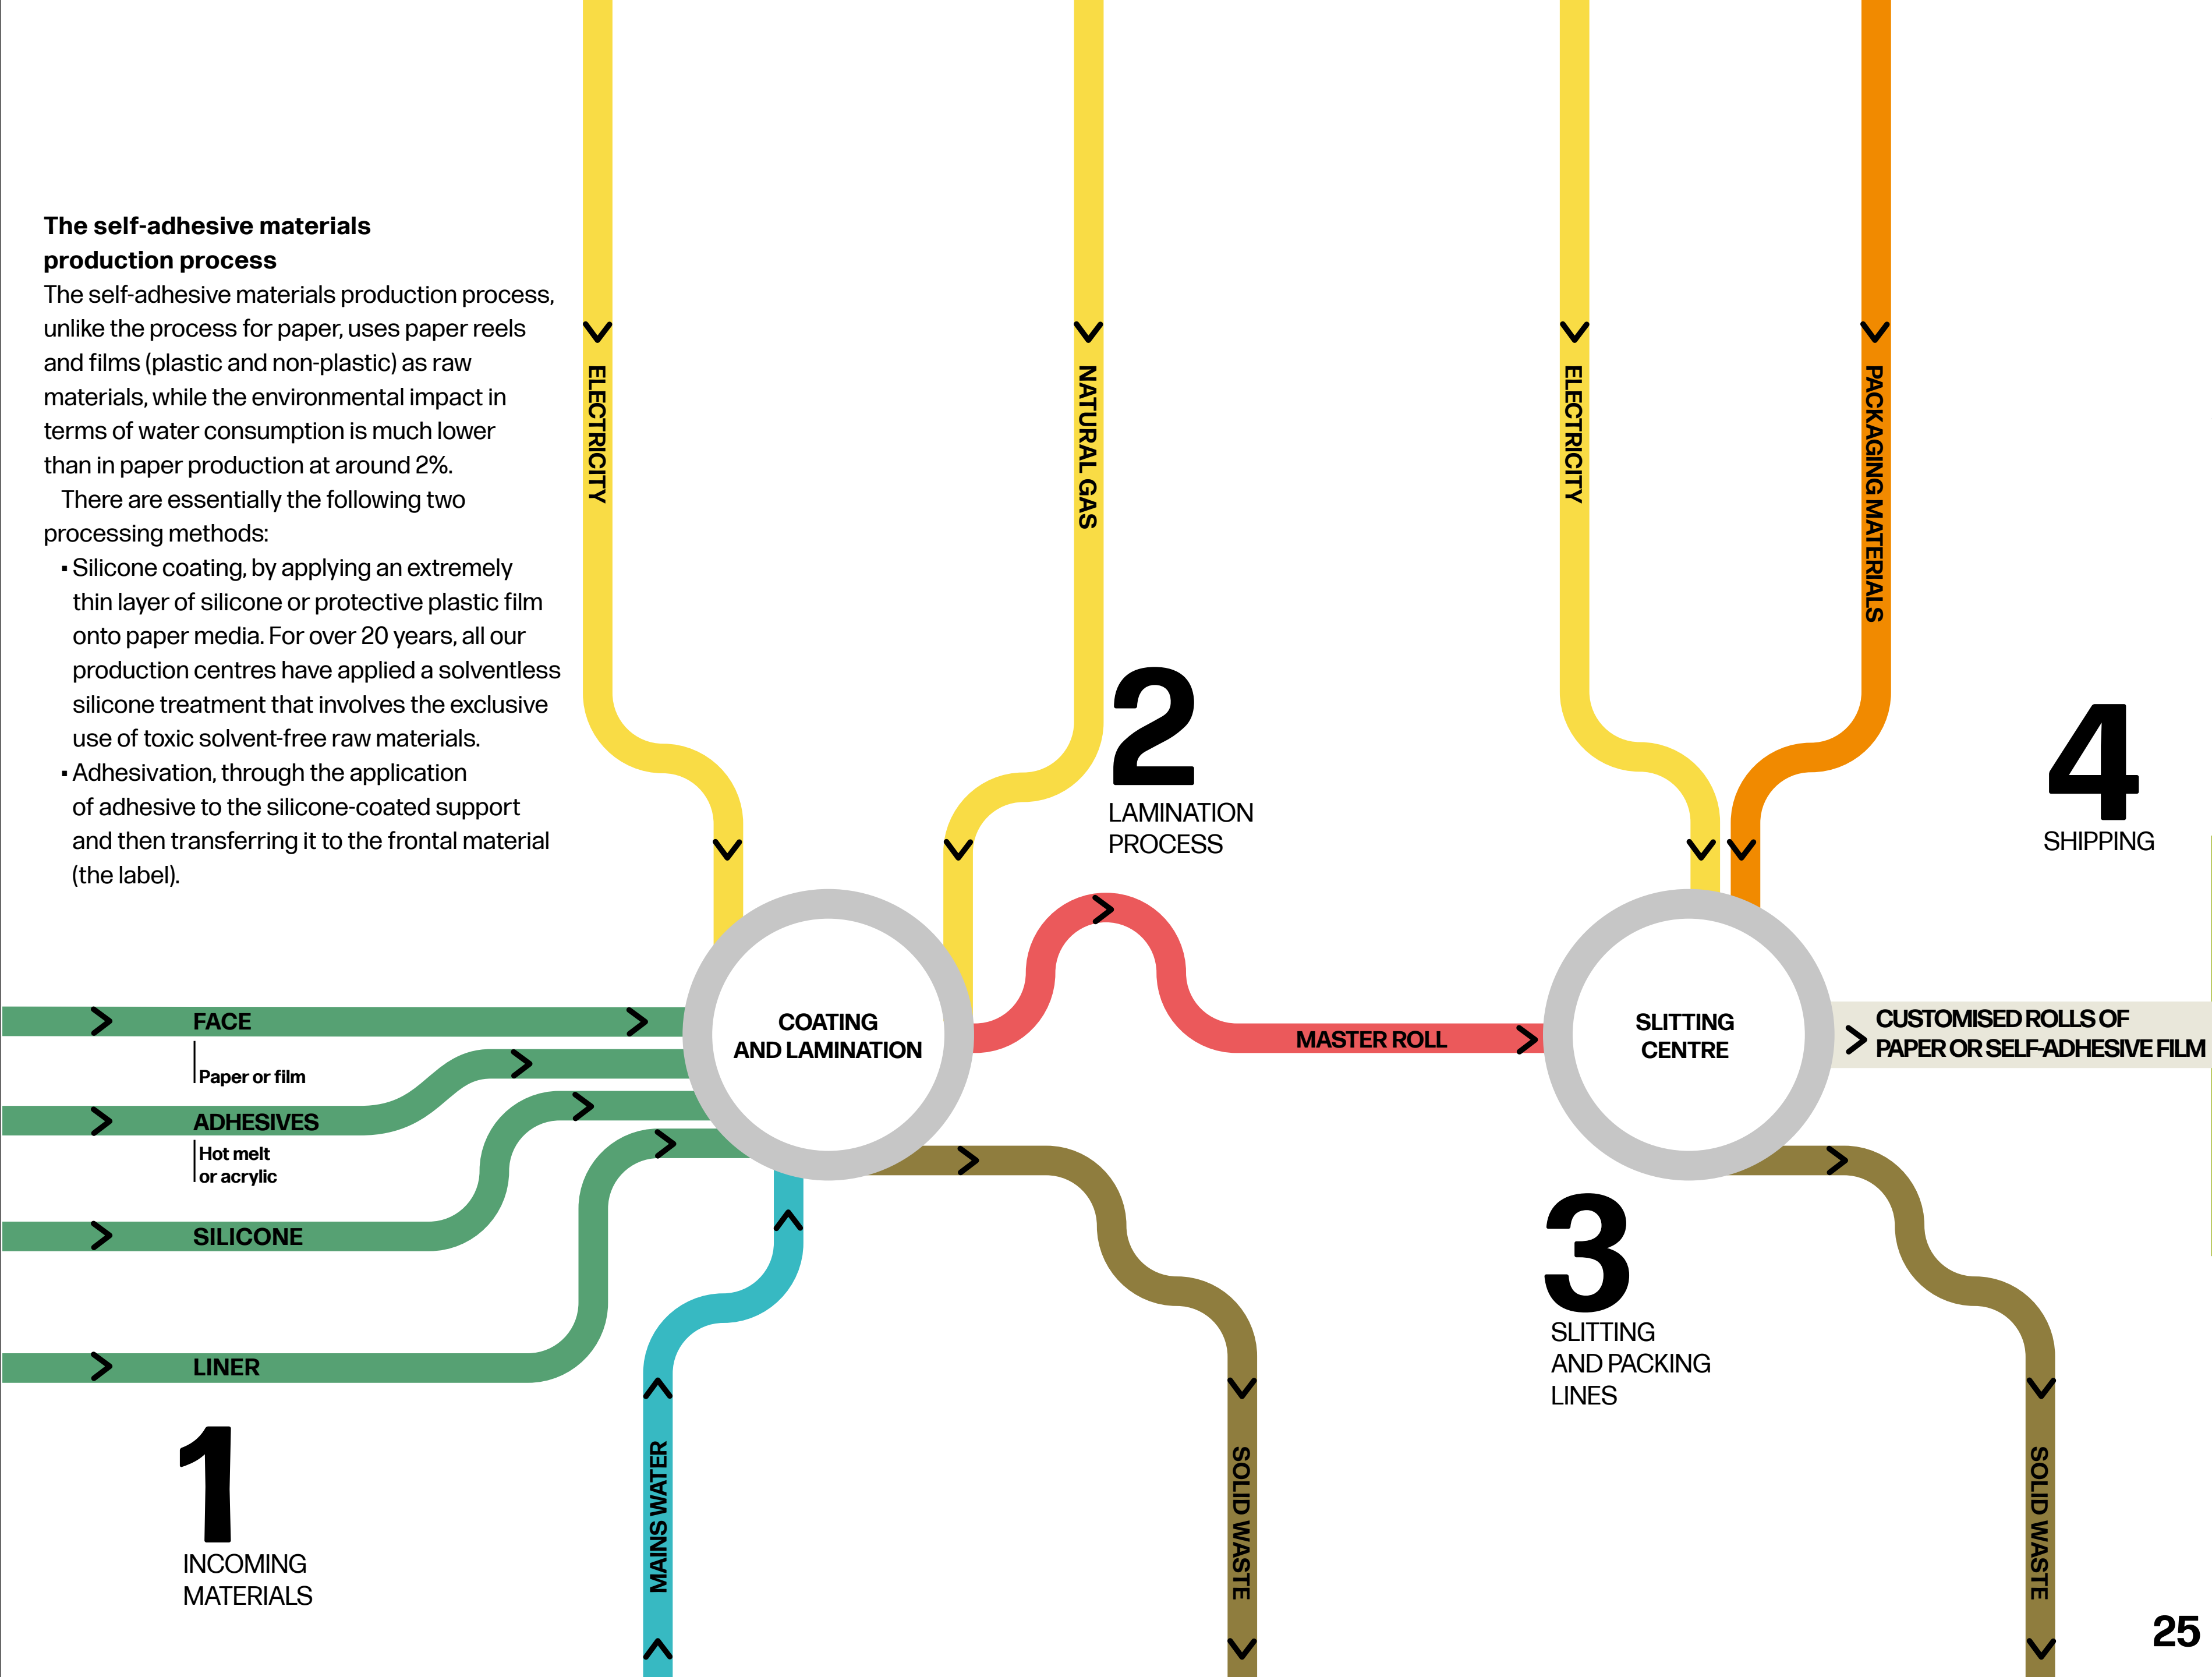 The self-adhesive materials
production process
The self-adhesive materials production process,
unlike the process for paper, uses paper reels
and films (plastic and non-plastic) as raw
materials, while the environmental impact in
terms of water consumption is much lower
than in paper production at around 2%.
There are essentially the following two
processing methods:
▪ Silicone coating, by applying an extremely
thin layer of silicone or protective plastic film
onto paper media. For over 20 years, all our
production centres have applied a solventless
silicone treatment that involves the exclusive
use of toxic solvent-free raw materials.
▪ Adhesivation, through the application
of adhesive to the silicone-coated support
and then transferring it to the frontal material
(the label).
ELECTRICITY
NATURAL GAS
ELECTRICITY
PACKAGING MATERIALS
2
LAMINATION
PROCESS
4
SHIPPING
FACE
Paper or film
ADHESIVES
Hot melt
or acrylic
SILICONE
LINER
1
INCOMING
MATERIALS
COATING
AND LAMINATION
MASTER ROLL
SLITTING
CENTRE
CUSTOMISED ROLLS OF
PAPER OR SELF-ADHESIVE FILM
3
SLITTING
AND PACKING
LINES
MAINS WATER
SOLID WASTE
SOLID WASTE
25